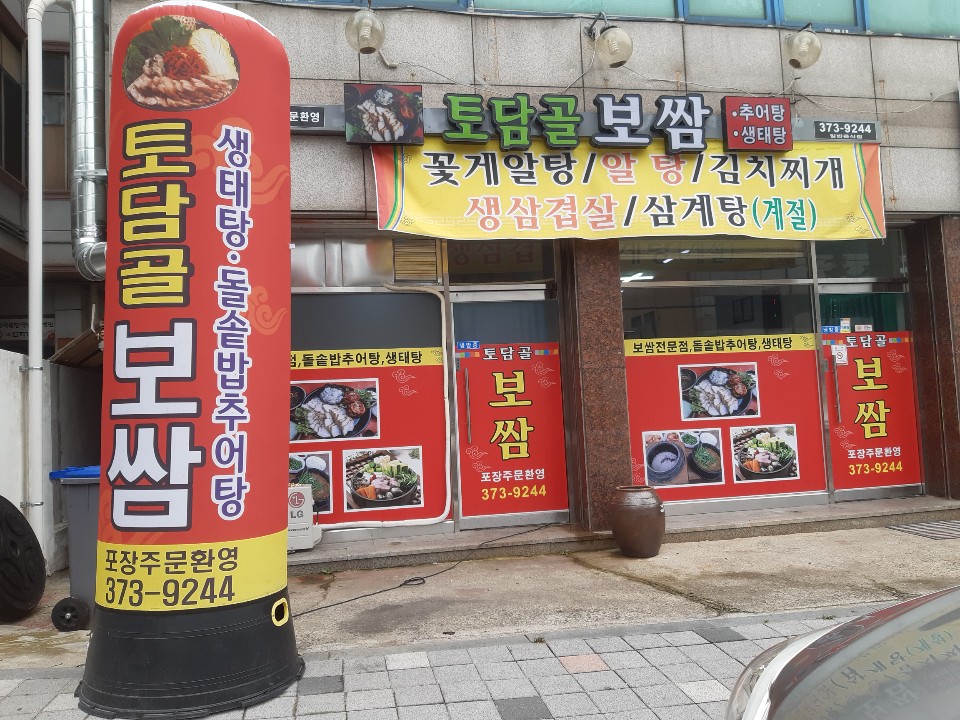 토담골 보쌈
생태탕·돌솥밥추어탕
포장주문환영
373-9244
문환영
토담골 보쌈
·추어탕
·생태탕
373-9244
꽃게알탕/알 탕/김치찌개
생삼겹살/삼계탕(계절)
점,돌솥밥추어탕,생태탕
LG
토담골
보쌈
포장주문환영
373-9244
보쌈전문점,돌솥밥추어탕,생태탕
토담골
보쌈
포장주문환영
373-9244